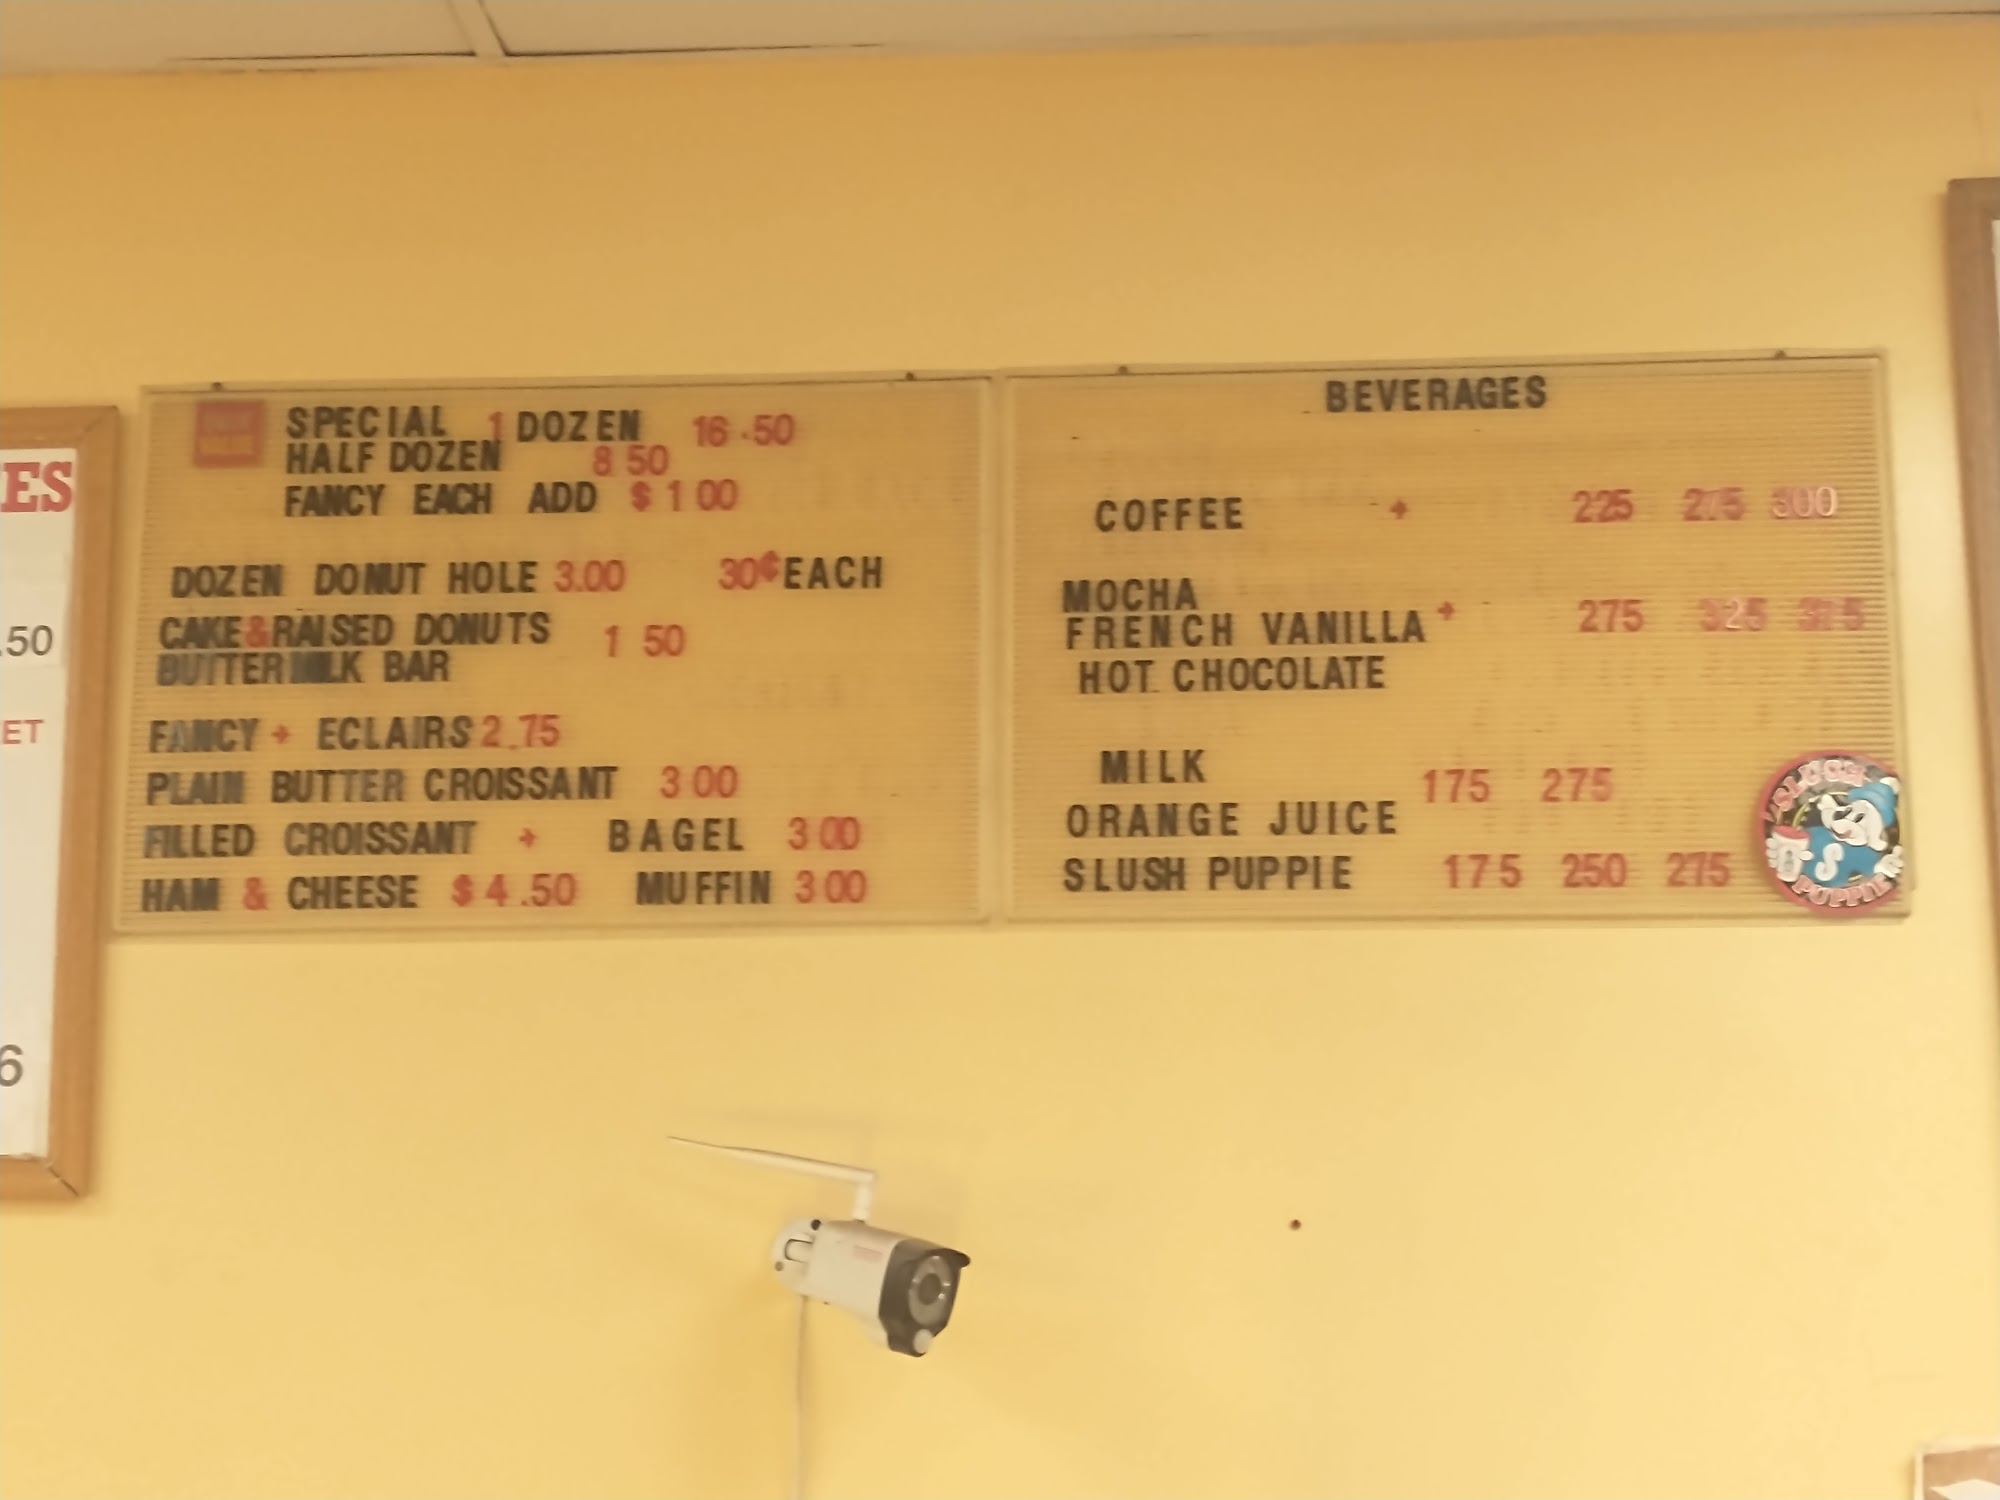 ES
.50
ET
6
SPECIAL 1 DOZEN 16.50
HALF DOZEN 8 50
FANCY EACH ADD $1 00
DOZEN DONUT HOLE 3.00 30¢ EACH
CAKE & RAISED DONUTS 1 50
BUTTERMILK BAR
FANCY + ECLAIRS 2.75
PLAIN BUTTER CROISSANT 3 00
FILLED CROISSANT + BAGEL 3 00
HAM & CHEESE $4.50 MUFFIN 3 00
BEVERAGES
COFFEE + 225 275 300
MOCHA
FRENCH VANILLA + 275 325 375
HOT CHOCOLATE
MILK 175 275
ORANGE JUICE
SLUSH PUPPIE 175 250 275
SLUSH
S
PUPPIE